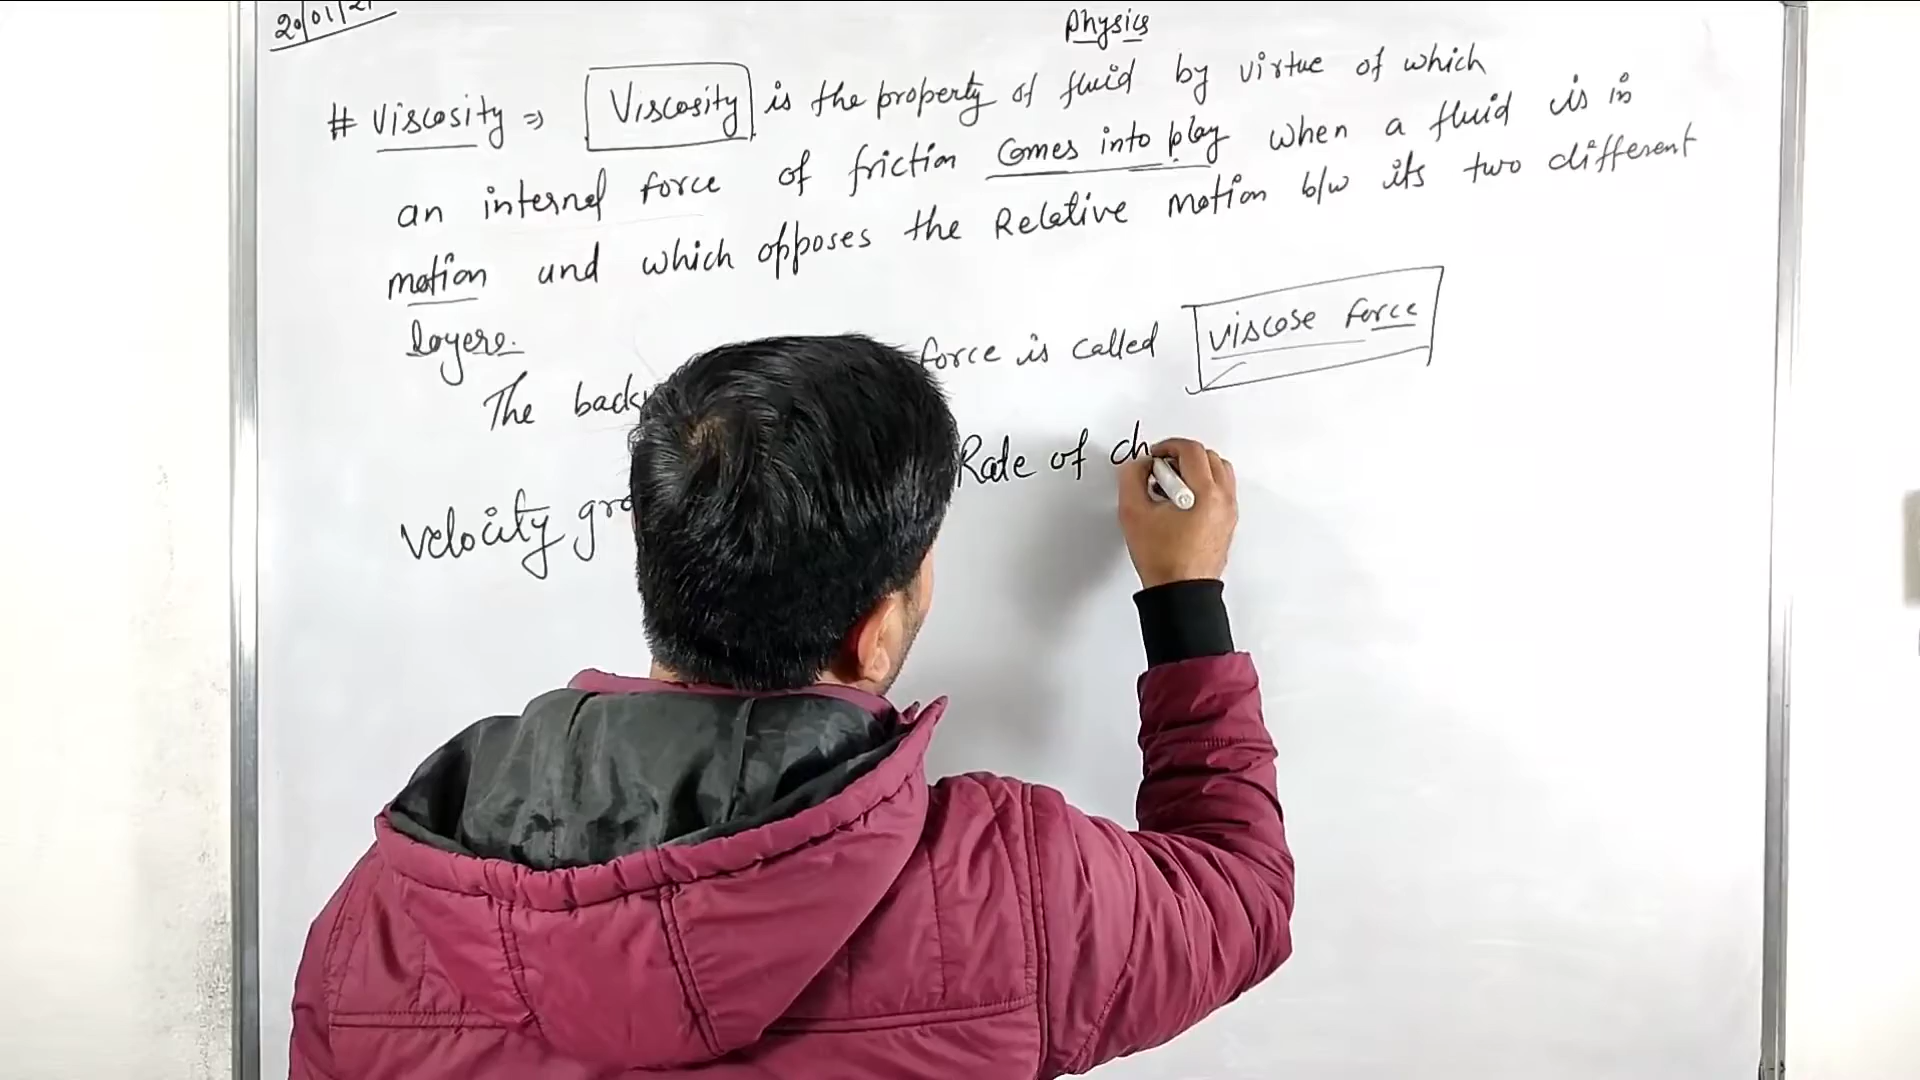 20/01/21
Physics
# Viscosity ⇒ Viscosity is the property of fluid by virtue of which
an internal force of friction comes into play when a fluid is in
motion and which opposes the Relative motion b/w its two different
layers.
The back force is called viscose force
velocity gra Rate of ch